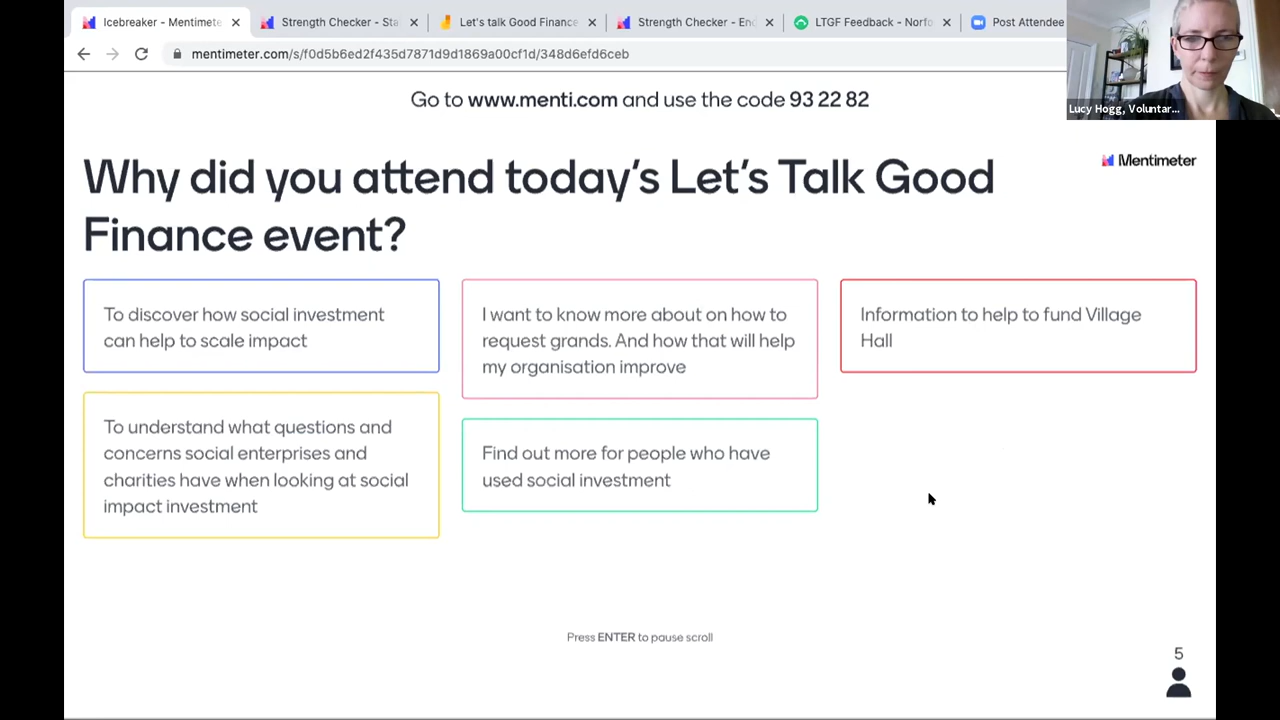 Icebreaker - Mentimete
Strength Checker - Sta
Let's talk Good Finance
Strength Checker - End
LTGF Feedback - Norfo
Post Attendee
mentimeter.com/s/f0d5b6ed2f435d7871d9d1869a00cf1d/348d6efd6ceb
Lucy Hogg, Voluntar...
Go to www.menti.com and use the code 93 22 82
Mentimeter
Why did you attend today's Let's Talk Good
Finance event?
To discover how social investment
can help to scale impact
I want to know more about on how to
request grands. And how that will help
my organisation improve
Information to help to fund Village
Hall
To understand what questions and
concerns social enterprises and
charities have when looking at social
impact investment
Find out more for people who have
used social investment
Press ENTER to pause scroll
5